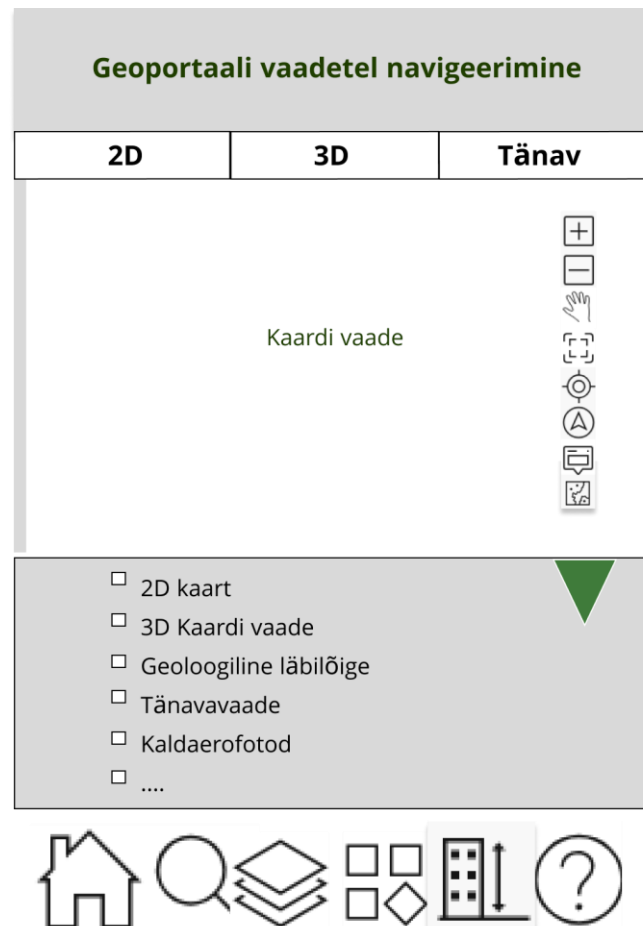 Geoportaali vaadetel navigeerimine
2D
3D
Tänav
Kaardi vaade
2D kaart
3D Kaardi vaade
Geoloogiline läbilõige
Tänavavaade
Kaldaerofotod
....